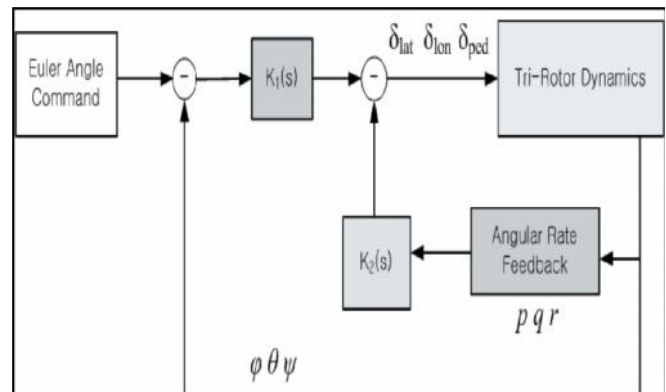 Euler Angle
Command
-
K₁(s)
-
δlat δlon δped
Tri-Rotor Dynamics
K₂(s)
Angular Rate
Feedback
p q r
φ θ ψ